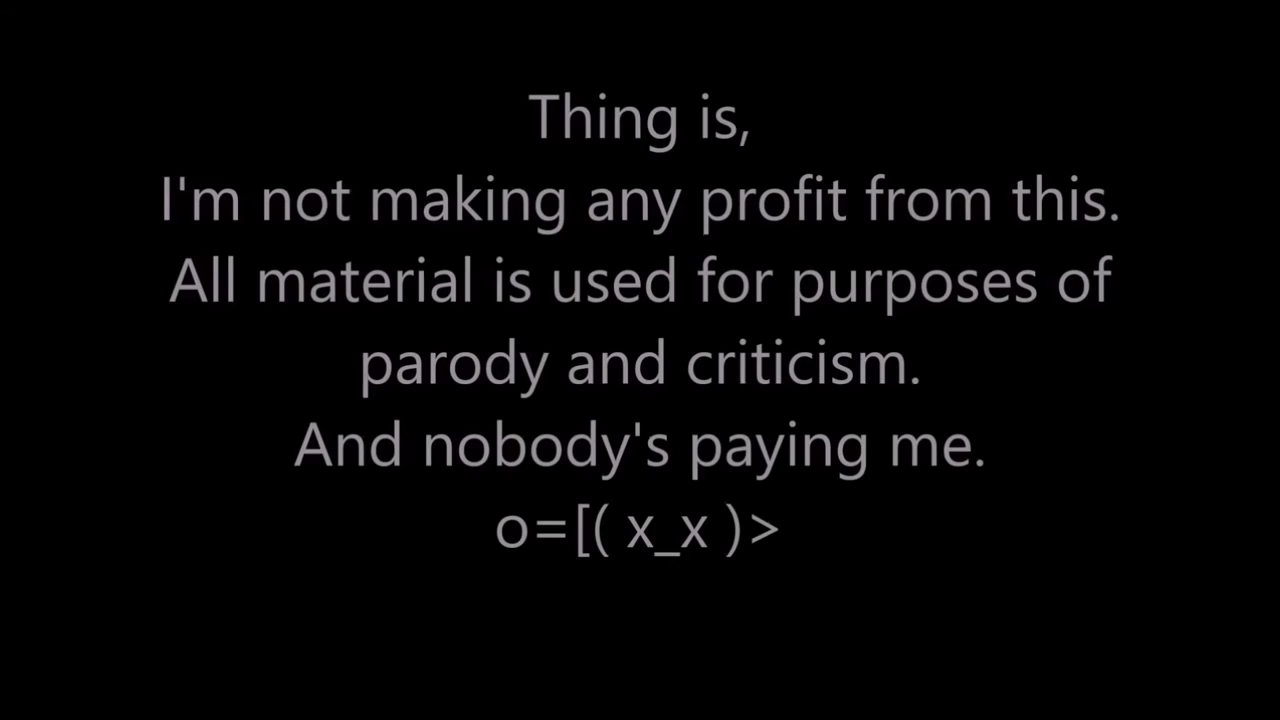 Thing is,
I'm not making any profit from this.
All material is used for purposes of
parody and criticism.
And nobody's paying me.
o=[( x_x )>